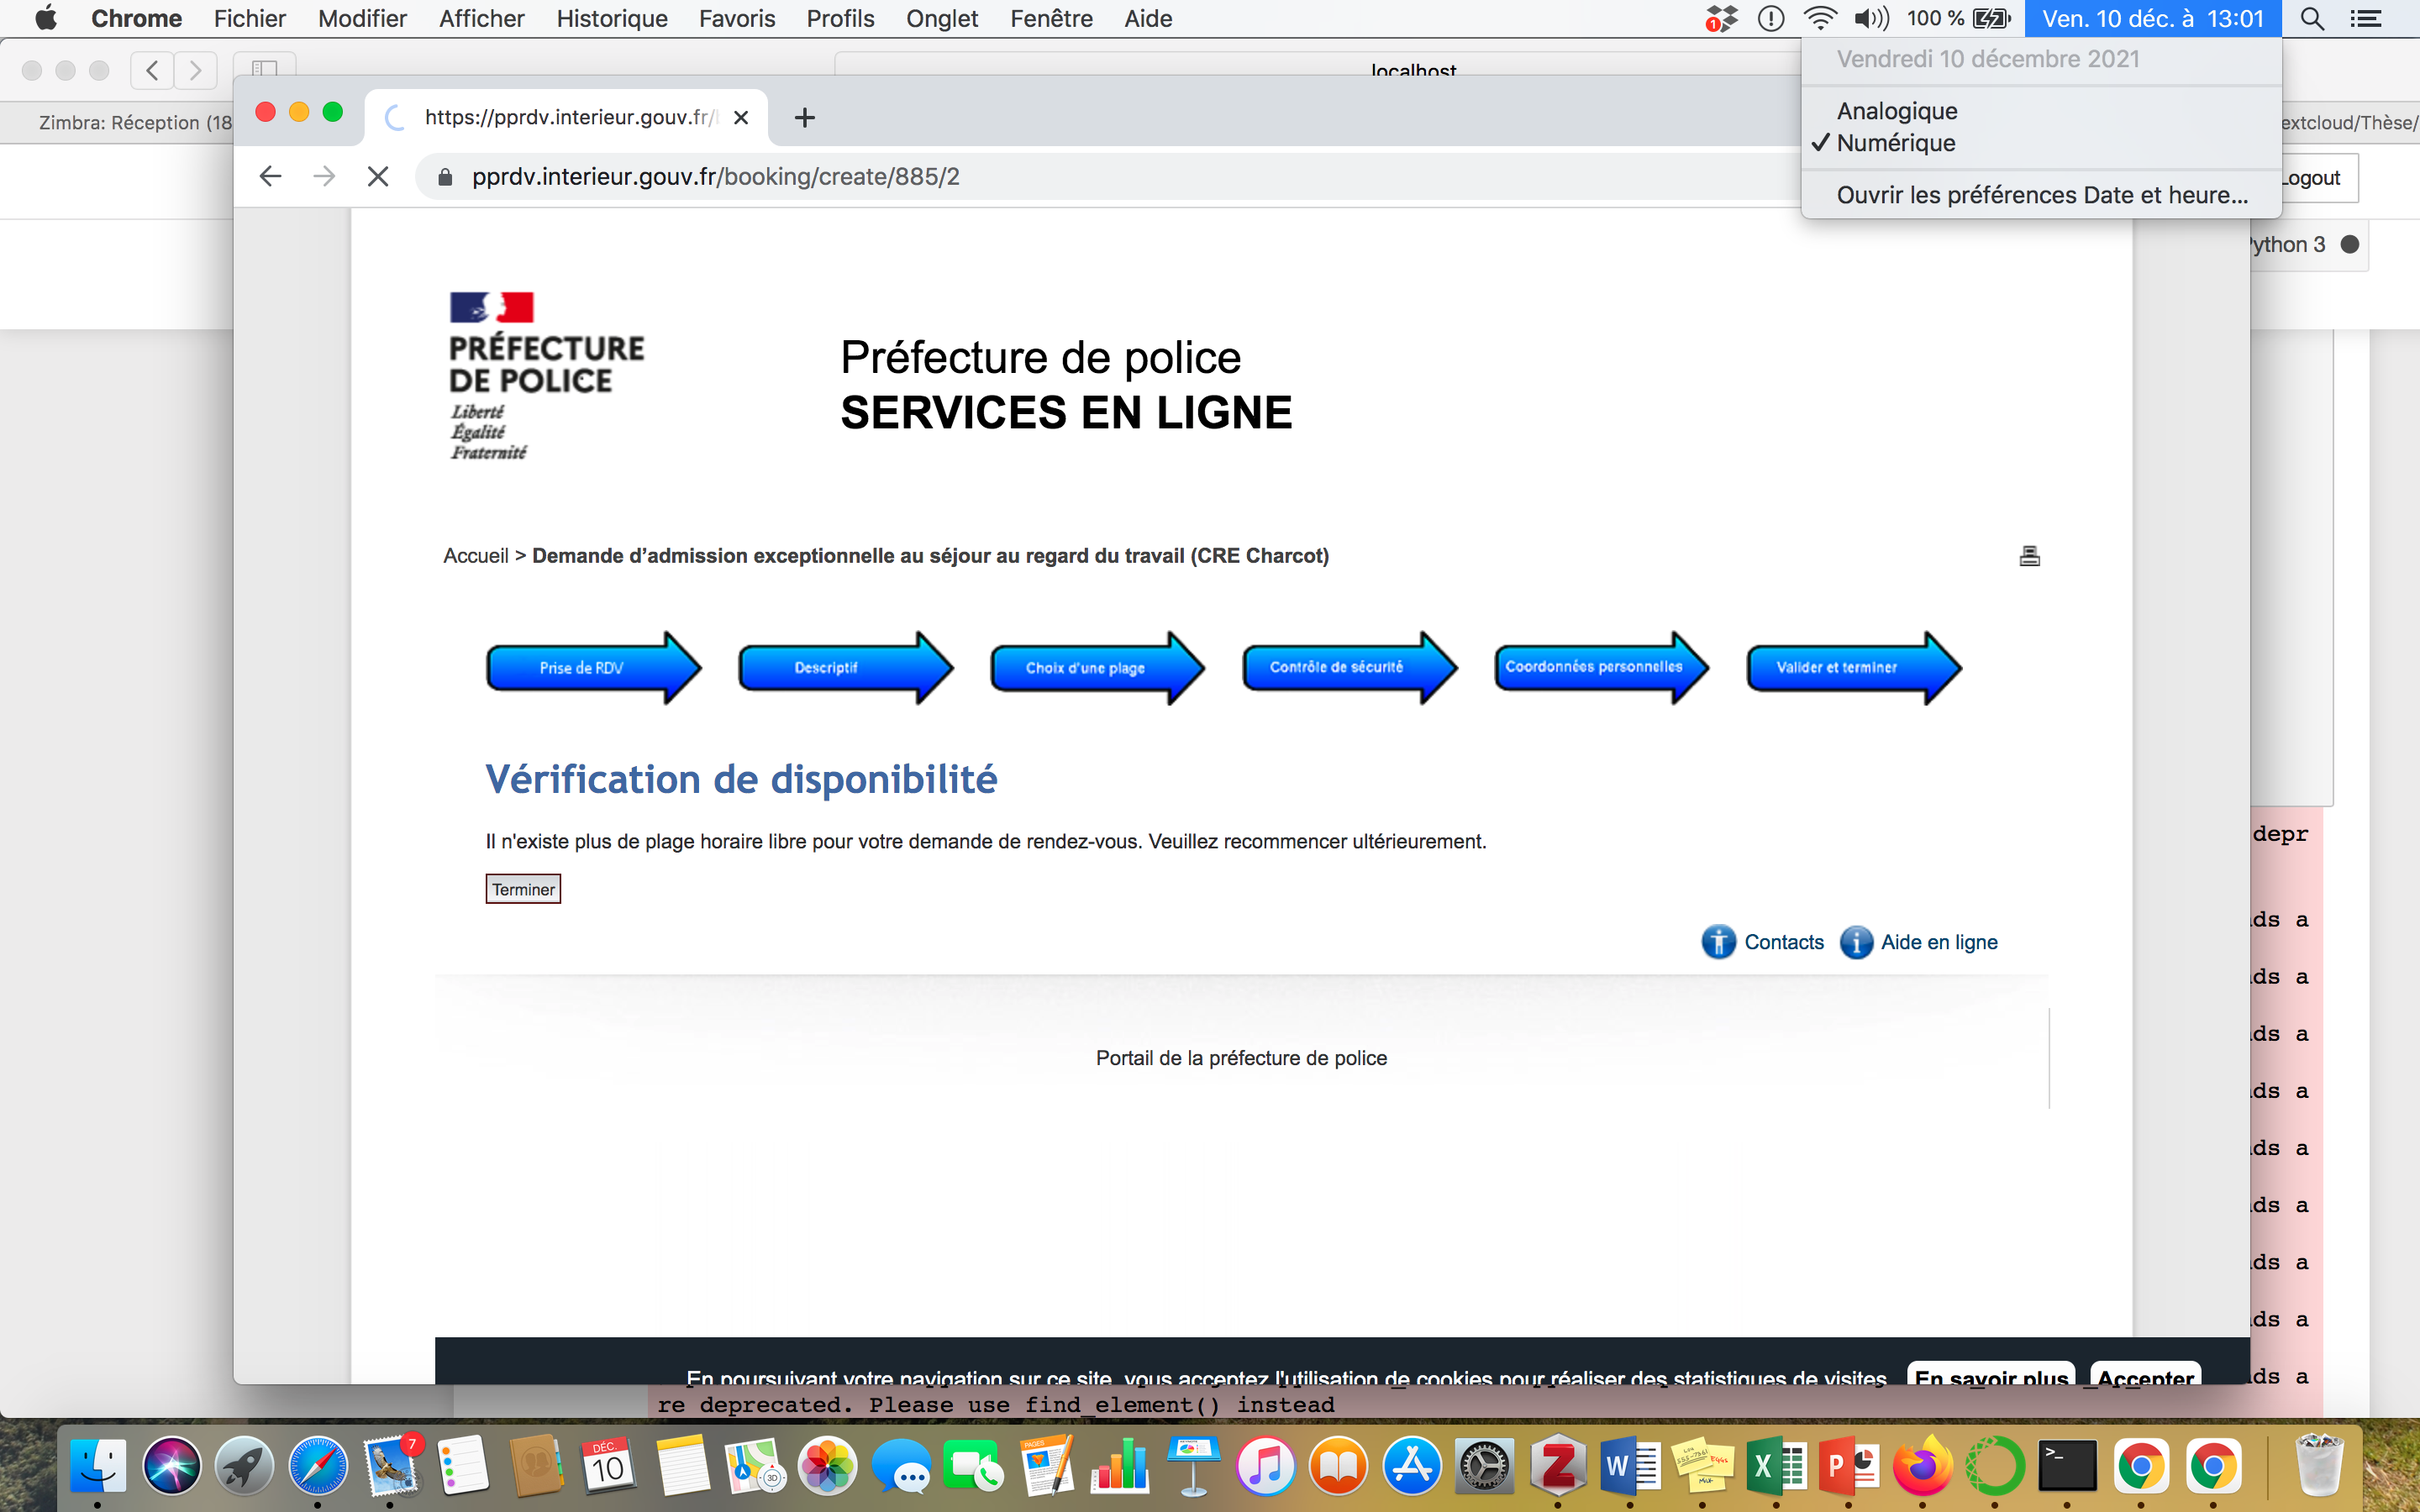 Chrome Fichier Modifier Afficher Historique Favoris Profils Onglet Fenêtre Aide 1 100 % Ven. 10 déc. à 13:01
localhost
Vendredi 10 décembre 2021
Analogique
✓ Numérique
Ouvrir les préférences Date et heure...
Zimbra: Réception (18
https://pprdv.interieur.gouv.fr/
extcloud/Thèse/
pprdv.interieur.gouv.fr/booking/create/885/2
Logout
ython 3
PRÉFECTURE
DE POLICE
Liberté
Égalité
Fraternité
Préfecture de police
SERVICES EN LIGNE
Accueil > Demande d’admission exceptionnelle au séjour au regard du travail (CRE Charcot)
Prise de RDV Descriptif Choix d'une plage Contrôle de sécurité Coordonnées personnelles Valider et terminer
Vérification de disponibilité
Il n'existe plus de plage horaire libre pour votre demande de rendez-vous. Veuillez recommencer ultérieurement.
Terminer
Contacts Aide en ligne
Portail de la préfecture de police
depr
ds a
ds a
ds a
ds a
ds a
ds a
ds a
ds a
ds a
En poursuivant votre navigation sur ce site, vous acceptez l'utilisation de cookies pour réaliser des statistiques de visites En savoir plus Accepter
re deprecated. Please use find_element() instead
7
DÉC.
10
3D
PAGES
Z
W
X
P
>_